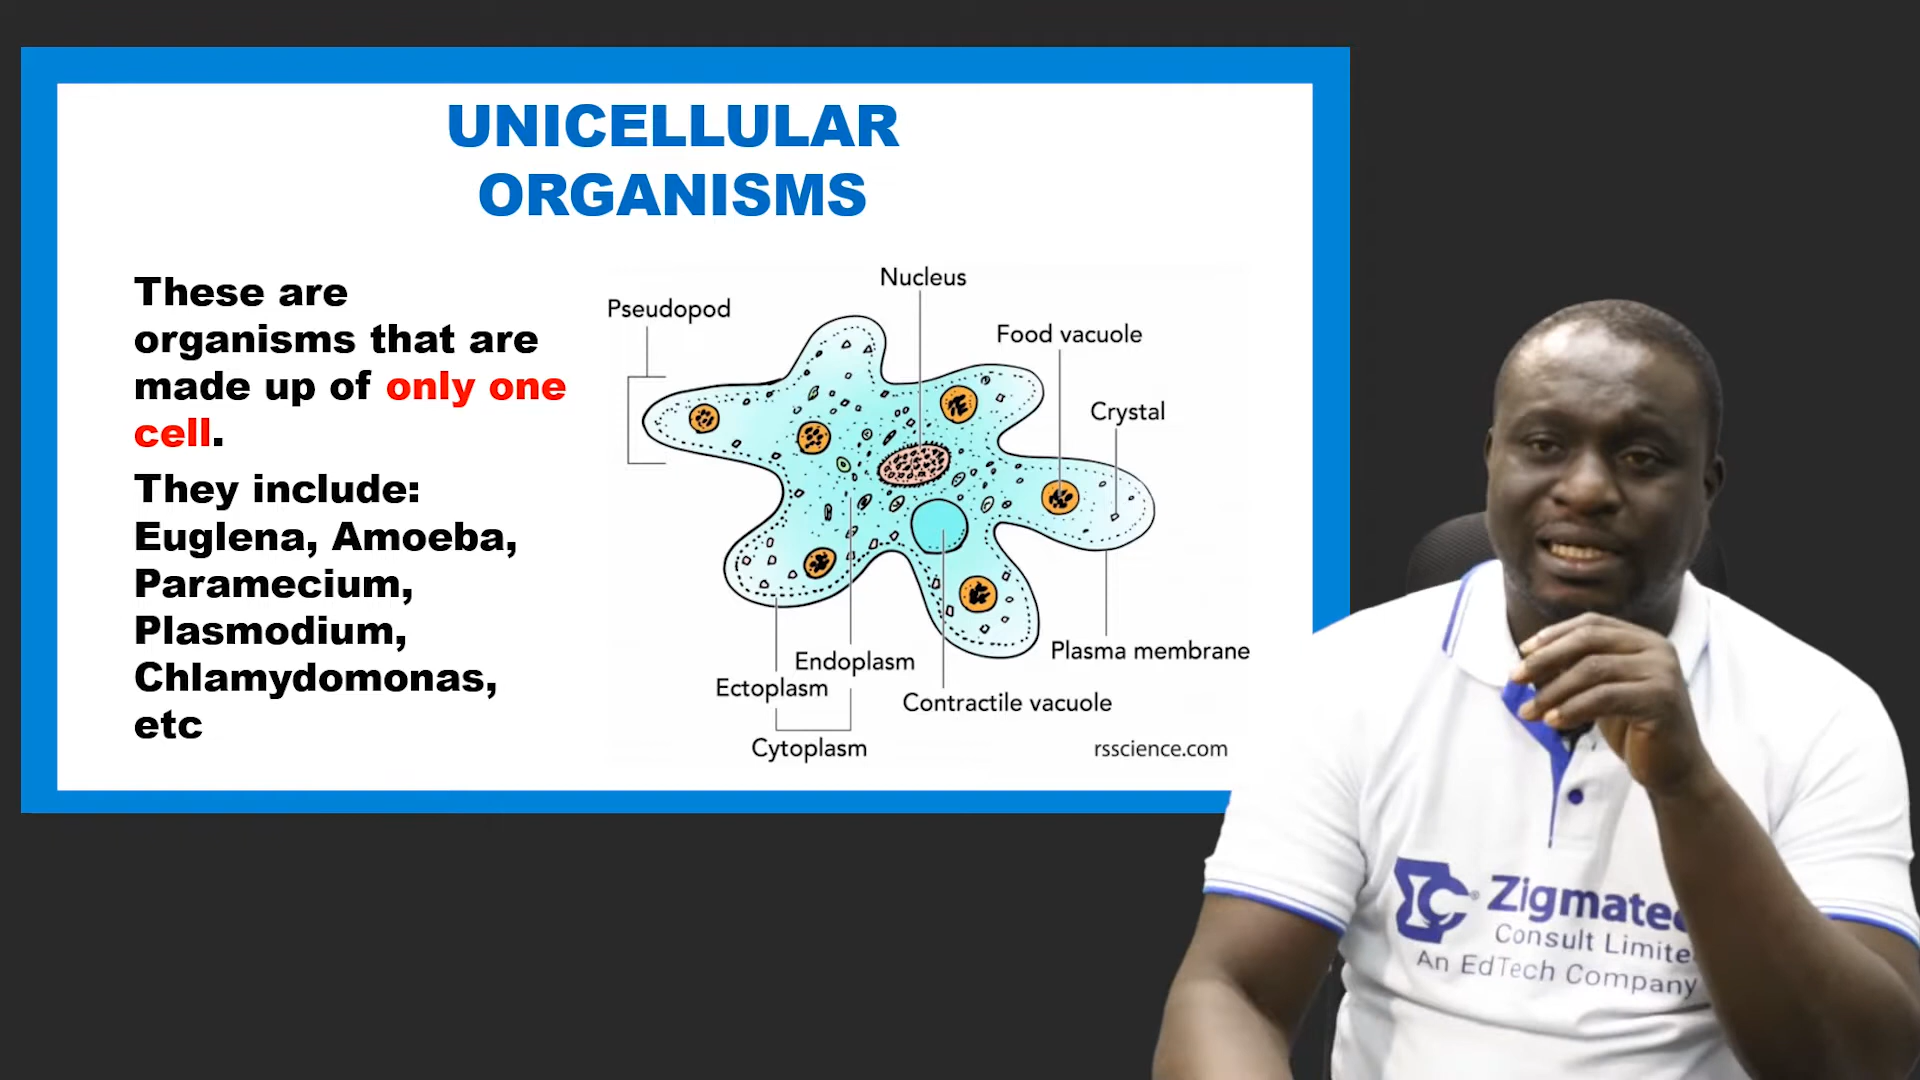 UNICELLULAR
ORGANISMS
These are
organisms that are
made up of only one
cell.
They include:
Euglena, Amoeba,
Paramecium,
Plasmodium,
Chlamydomonas,
etc
Nucleus
Pseudopod
Food vacuole
Crystal
Plasma membrane
Endoplasm
Ectoplasm
Contractile vacuole
Cytoplasm
rsscience.com
Zigmatec
Consult Limite
An EdTech Company